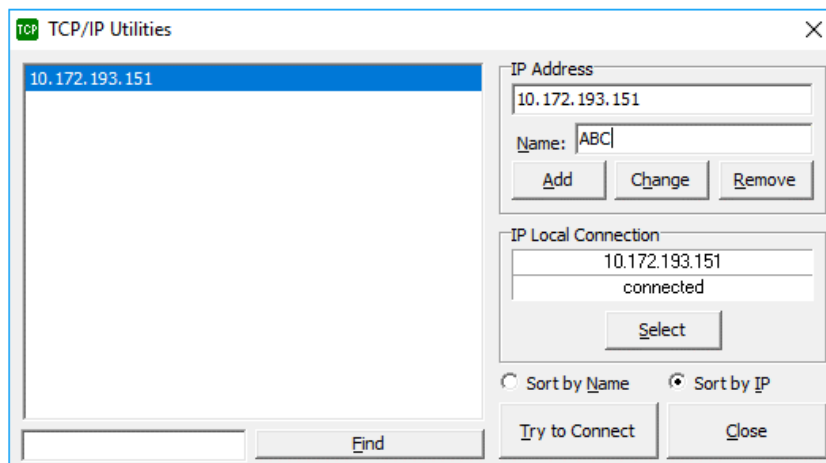 TCP TCP/IP Utilities
10.172.193.151
IP Address
10.172.193.151
Name: ABC
Add Change Remove
IP Local Connection
10.172.193.151
connected
Select
Sort by Name Sort by IP
Find
Try to Connect Close